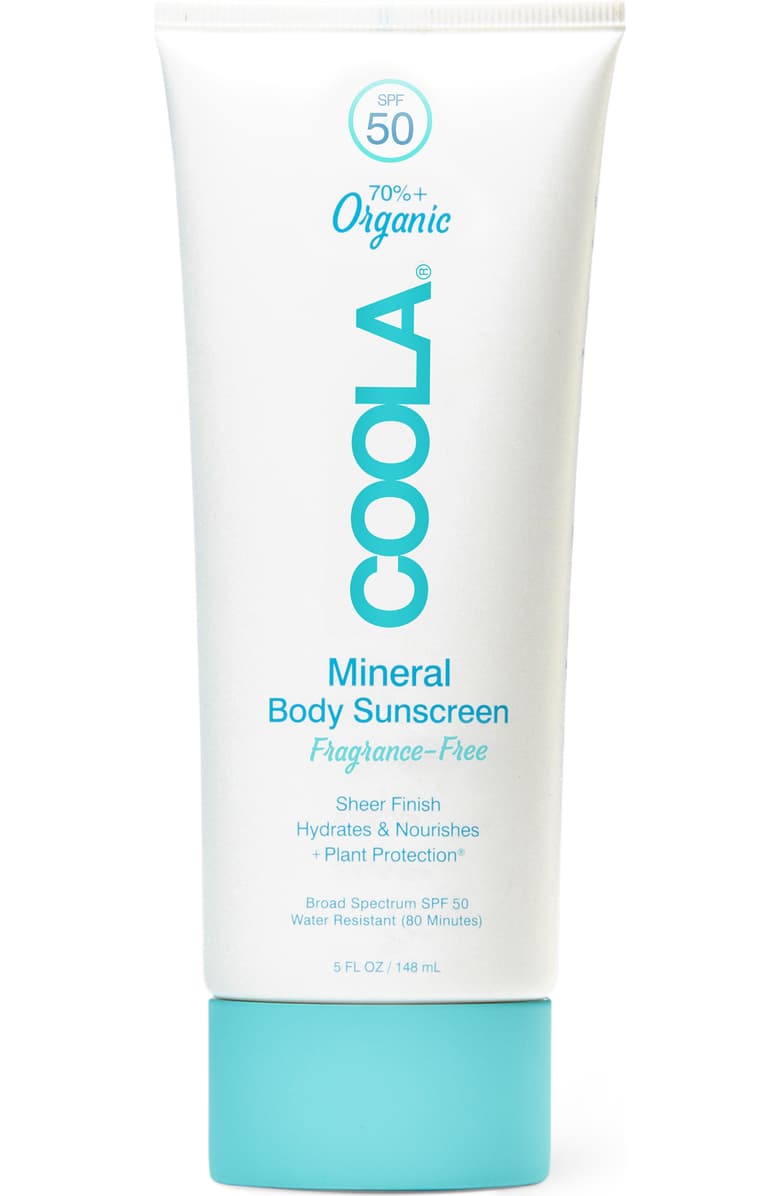 SPF
50
70%+
Organic
COOLA®
Mineral
Body Sunscreen
Fragrance-Free
Sheer Finish
Hydrates & Nourishes
+ Plant Protection®
Broad Spectrum SPF 50
Water Resistant (80 Minutes)
5 FL OZ / 148 mL